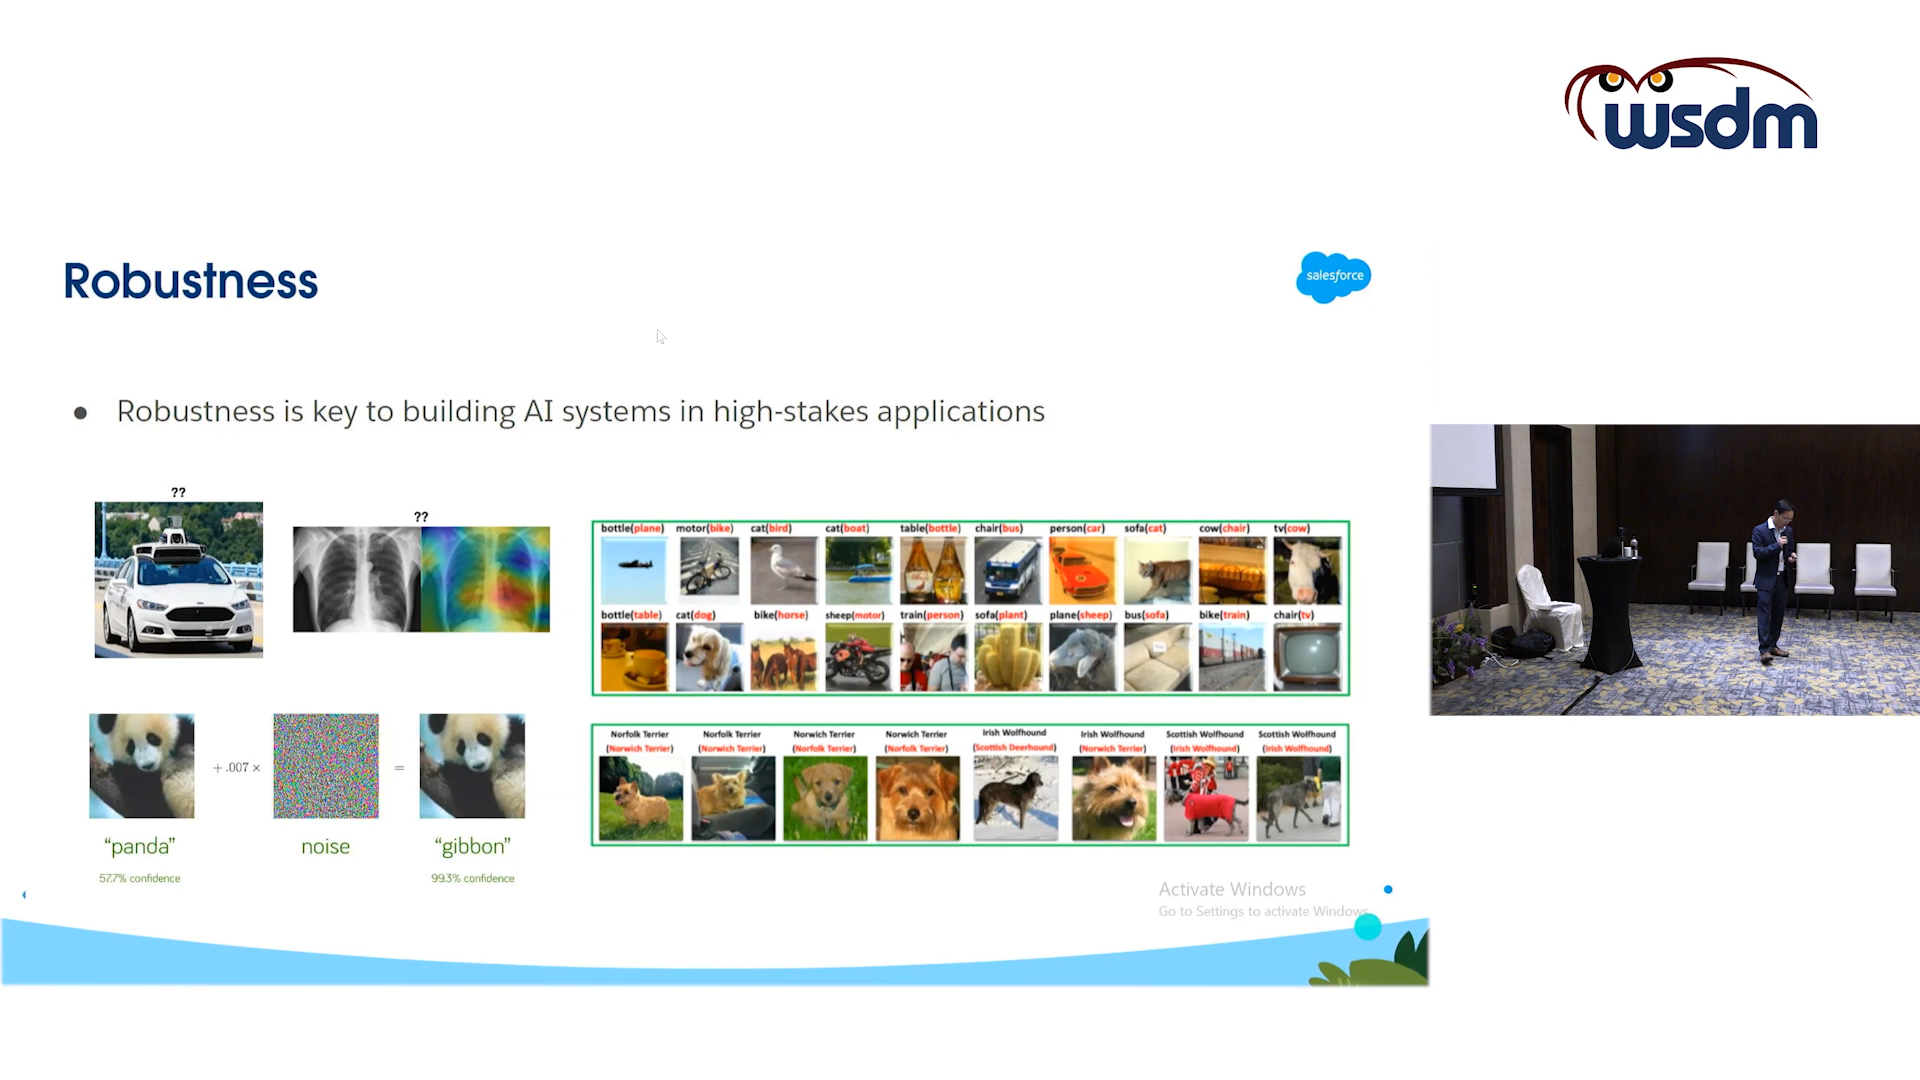 wsdm
Robustness
salesforce
● Robustness is key to building AI systems in high-stakes applications
??
??
bottle(plane) motor(bike) cat(bird) cat(boat) table(bottle) chair(bus) person(car) sofa(cat) cow(chair) tv(cow)
bottle(table) cat(dog) bike(horse) sheep(motor) train(person) sofa(plant) plane(sheep) bus(sofa) bike(train) chair(tv)
+ .007 ×
=
"panda"
noise
"gibbon"
57.7% confidence
99.3% confidence
Norfolk Terrier Norfolk Terrier Norwich Terrier Norwich Terrier Irish Wolfhound Irish Wolfhound Scottish Wolfhound Scottish Wolfhound
(Norwich Terrier) (Norwich Terrier) (Norfolk Terrier) (Norfolk Terrier) (Scottish Deerhound) (Norwich Terrier) (Irish Wolfhound) (Irish Wolfhound)
Activate Windows
Go to Settings to activate Windows.